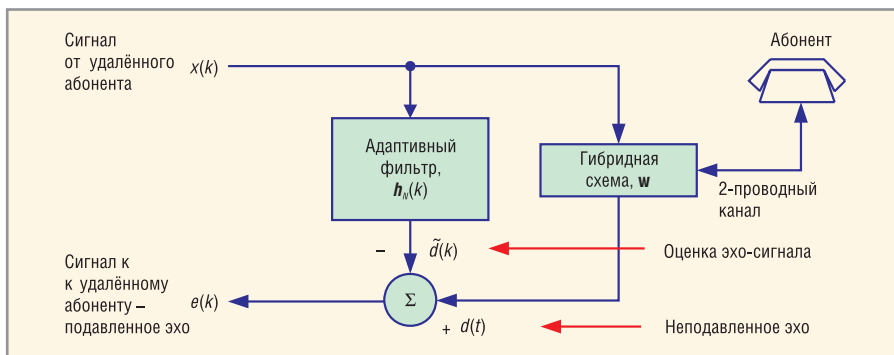 Сигнал
от удалённого
абонента
x(k)
Абонент
Адаптивный
фильтр,
h_N(k)
Гибридная
схема, w
2-проводный
канал
– d̃(k)
Оценка эхо-сигнала
Сигнал к
к удалённому
абоненту –
подавленное эхо
e(k)
Σ
+ d(t)
Неподавленное эхо